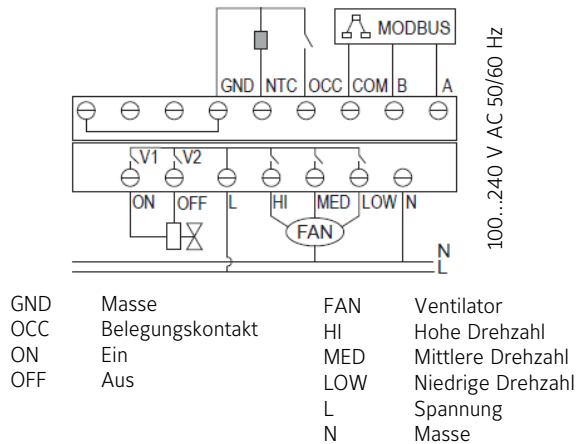 MODBUS
GND NTC OCC COM B A
V1 V2
ON OFF L HI MED LOW N
FAN
N
L
100...240 V AC 50/60 Hz
GND Masse
OCC Belegungskontakt
ON Ein
OFF Aus
FAN Ventilator
HI Hohe Drehzahl
MED Mittlere Drehzahl
LOW Niedrige Drehzahl
L Spannung
N Masse